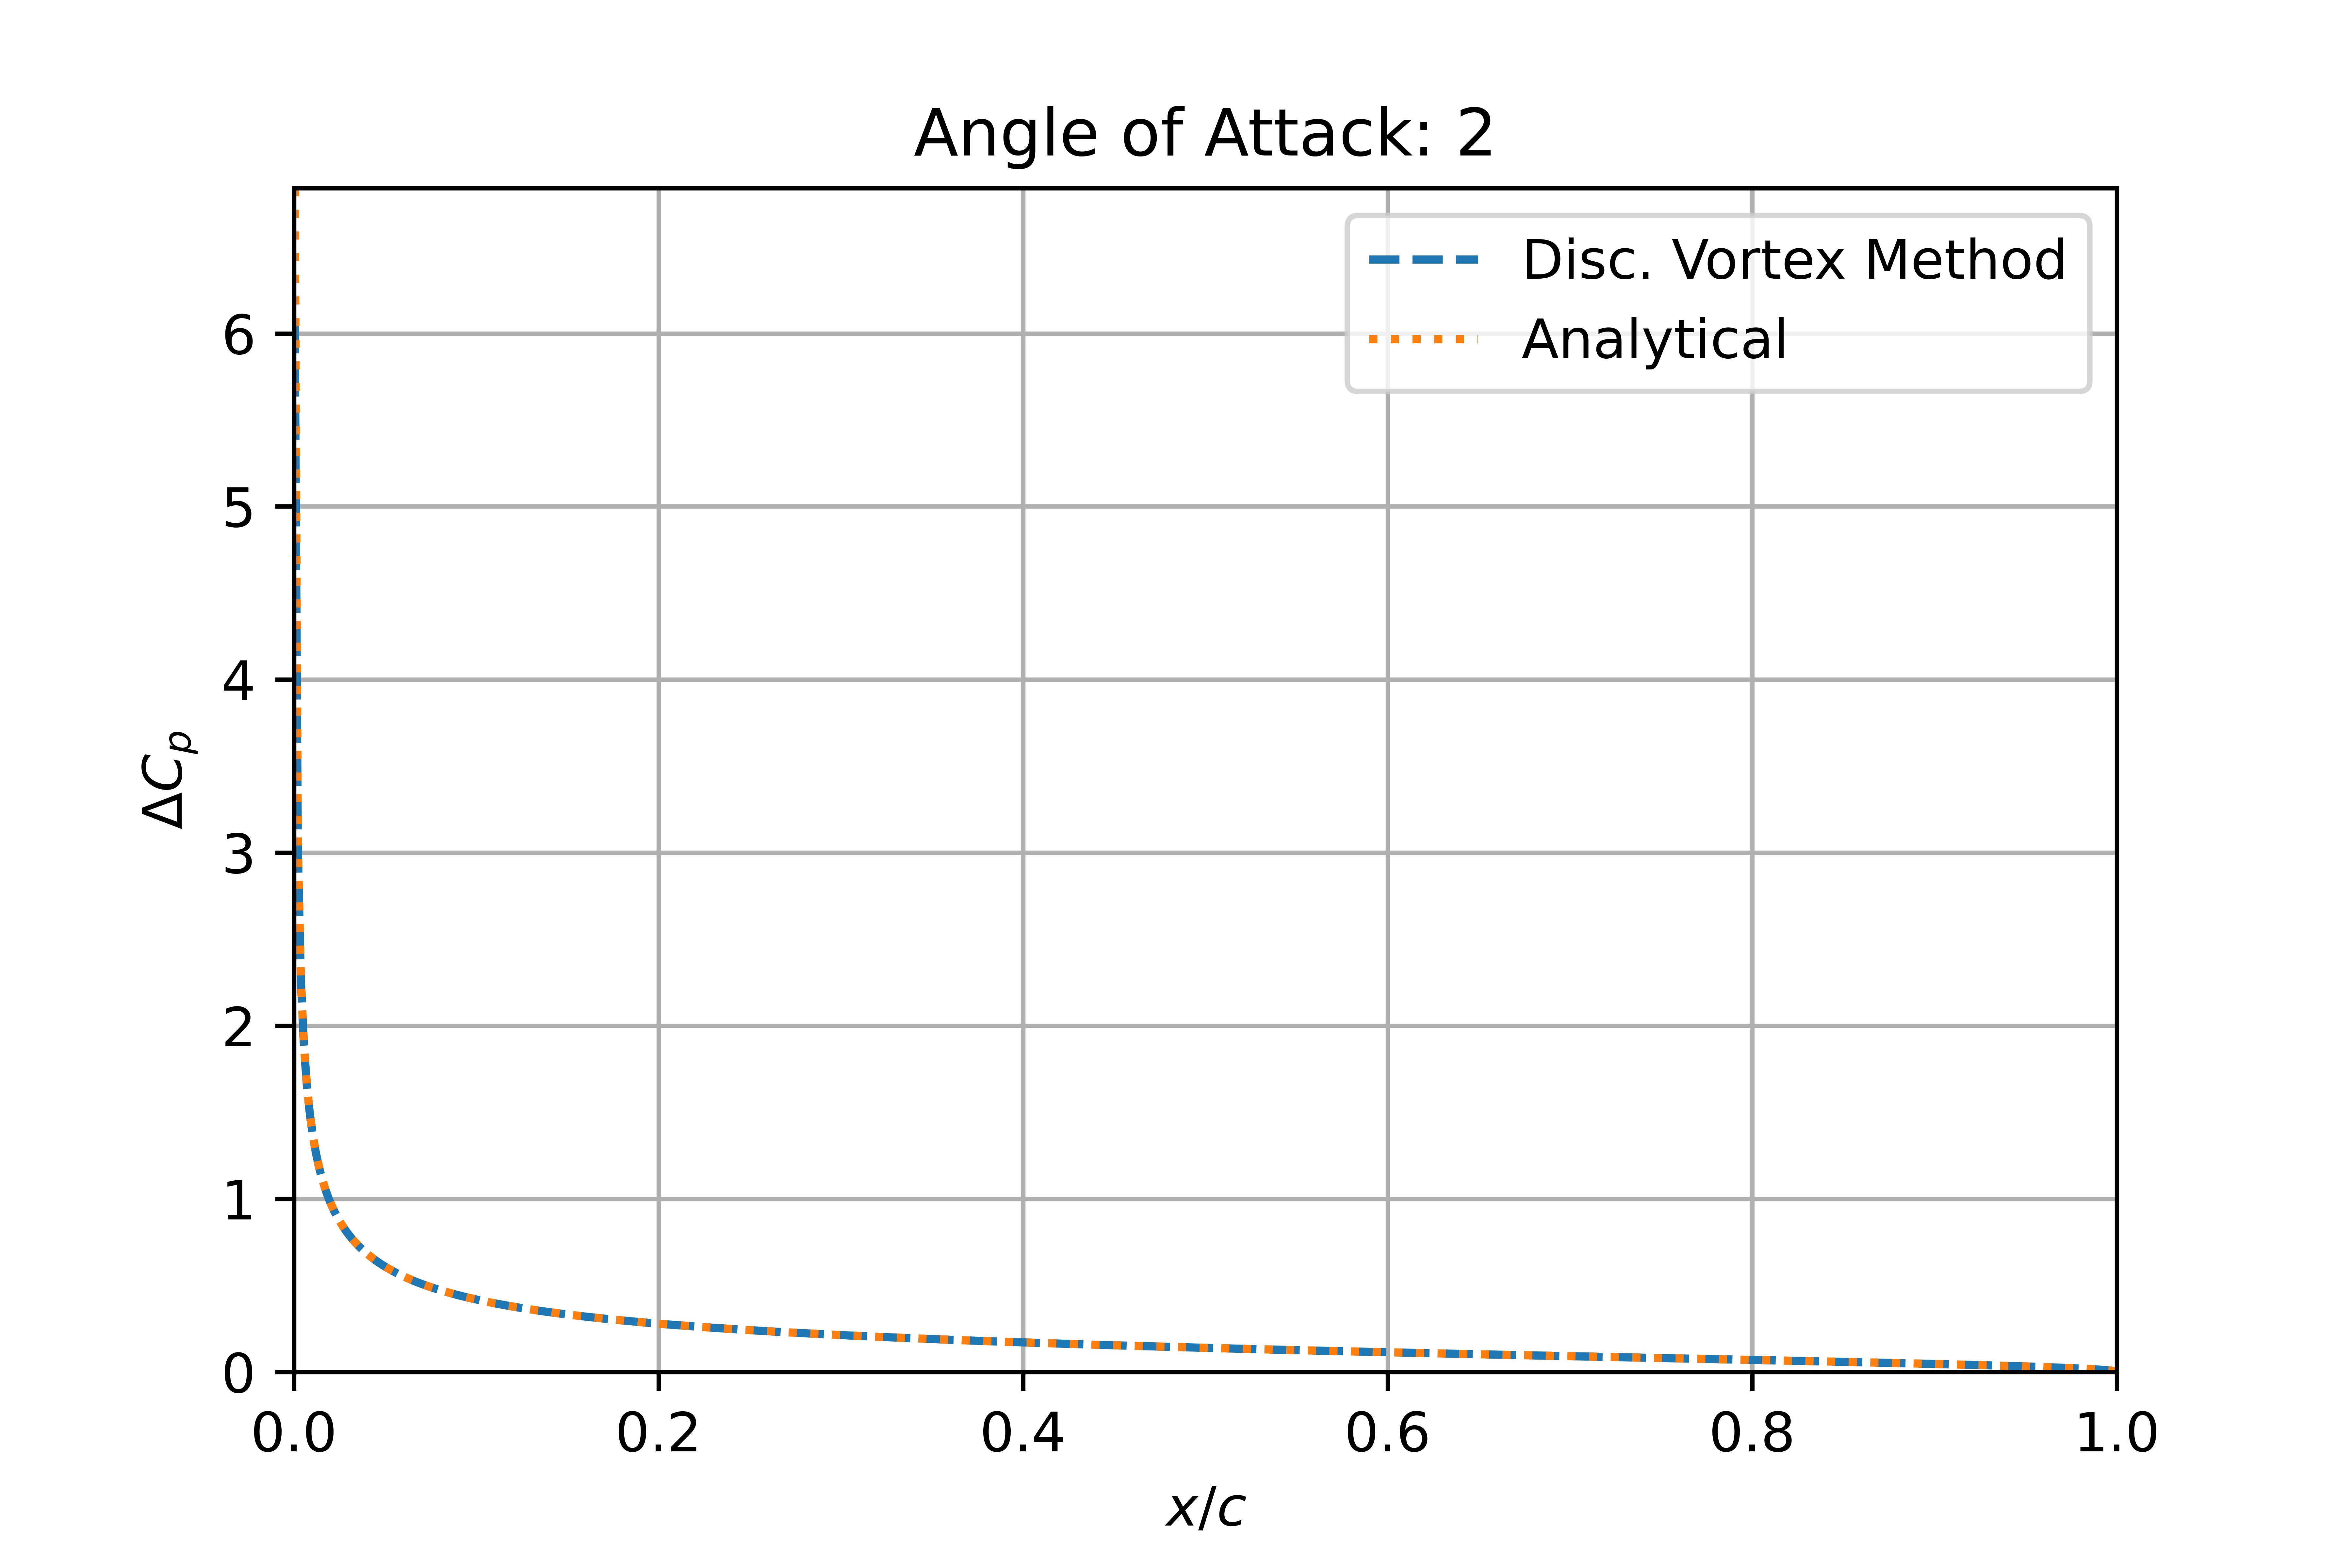 Angle of Attack: 2
Disc. Vortex Method
Analytical
6
5
4
3
2
1
0
ΔCp
0.0 0.2 0.4 0.6 0.8 1.0
x/c